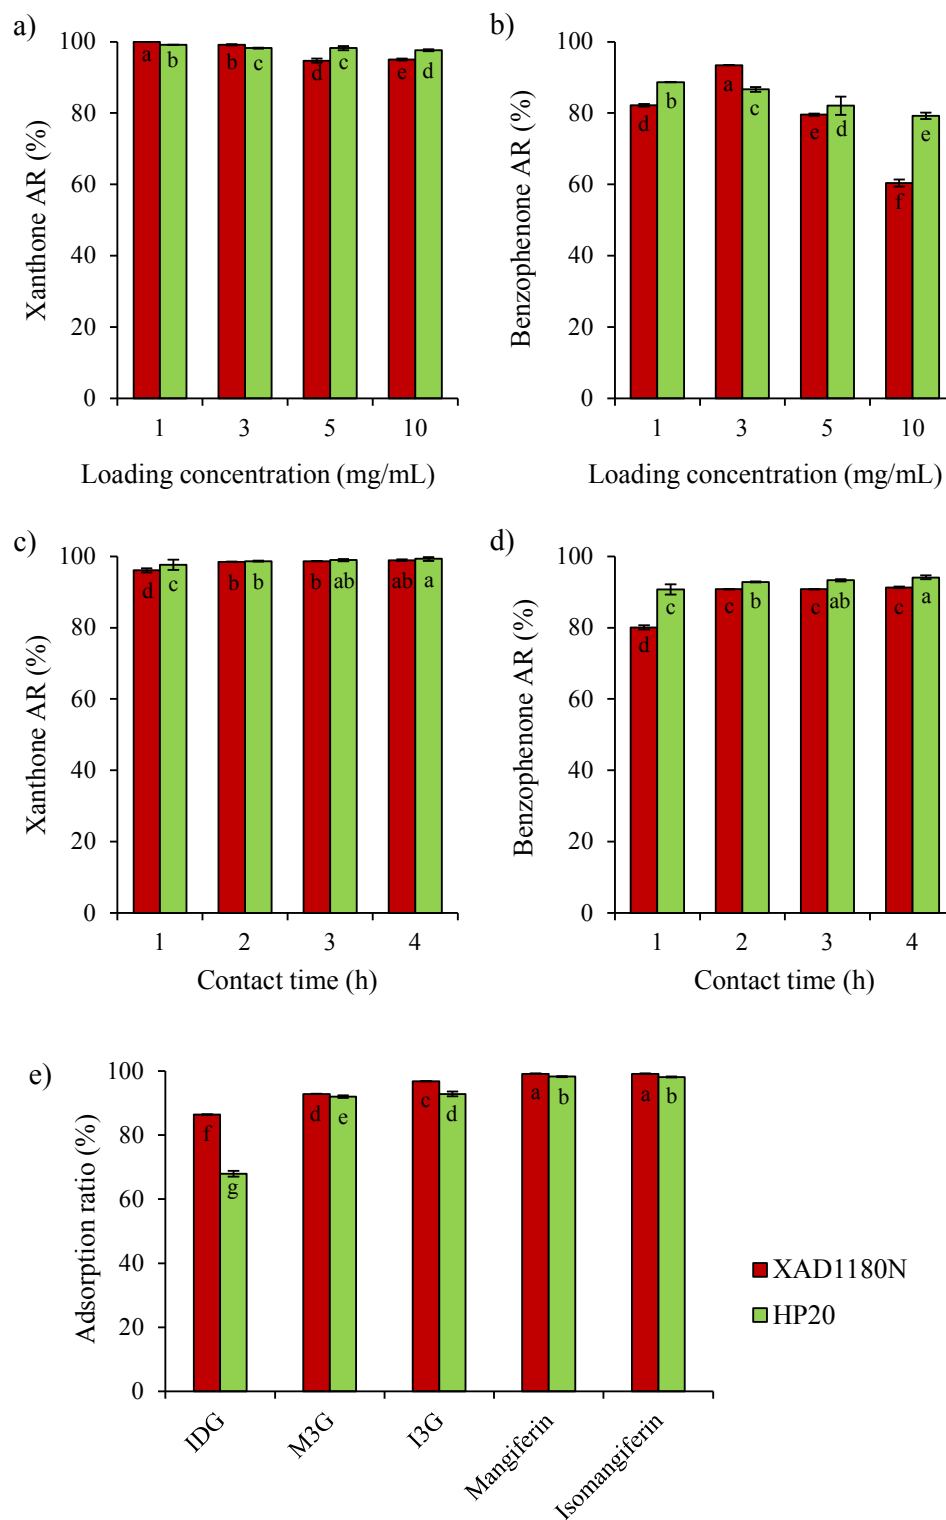 a)
Xanthone AR (%)
100
80
60
40
20
0
a b b c d c e d
1 3 5 10
Loading concentration (mg/mL)
b)
Benzophenone AR (%)
100
80
60
40
20
0
d b a c e d f e
1 3 5 10
Loading concentration (mg/mL)
c)
Xanthone AR (%)
100
80
60
40
20
0
d c b b b ab ab a
1 2 3 4
Contact time (h)
d)
Benzophenone AR (%)
100
80
60
40
20
0
d c c b c ab c a
1 2 3 4
Contact time (h)
e)
Adsorption ratio (%)
100
80
60
40
20
0
f g d e c d a b a b
IDG
M3G
I3G
Mangiferin
Isomangiferin
XAD1180N
HP20